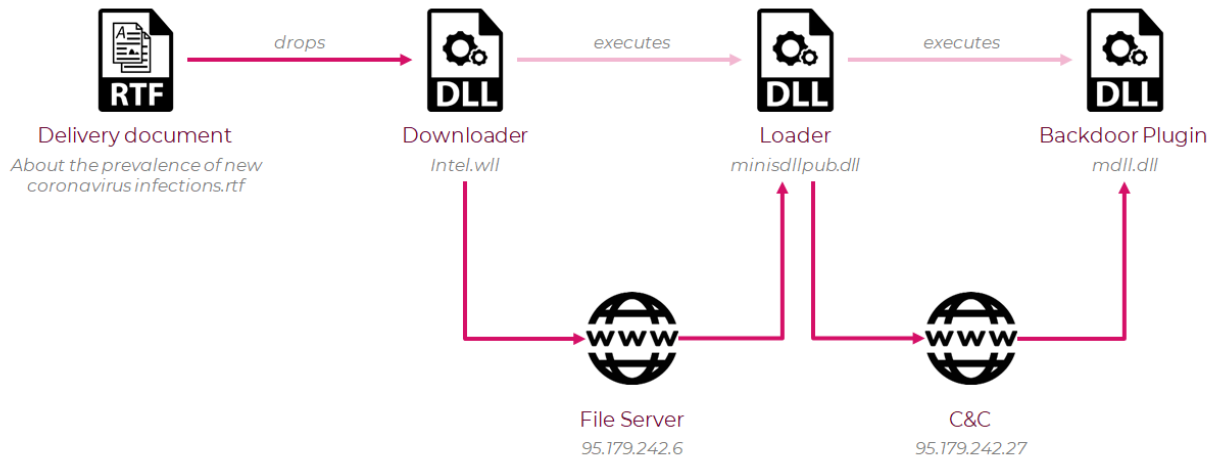 drops
executes
executes
A
RTF
DLL
DLL
DLL
Delivery document
Downloader
Loader
Backdoor Plugin
About the prevalence of new
coronavirus infections.rtf
Intel.wll
minisdllpub.dll
mdll.dll
WWW
WWW
File Server
C&C
95.179.242.6
95.179.242.27